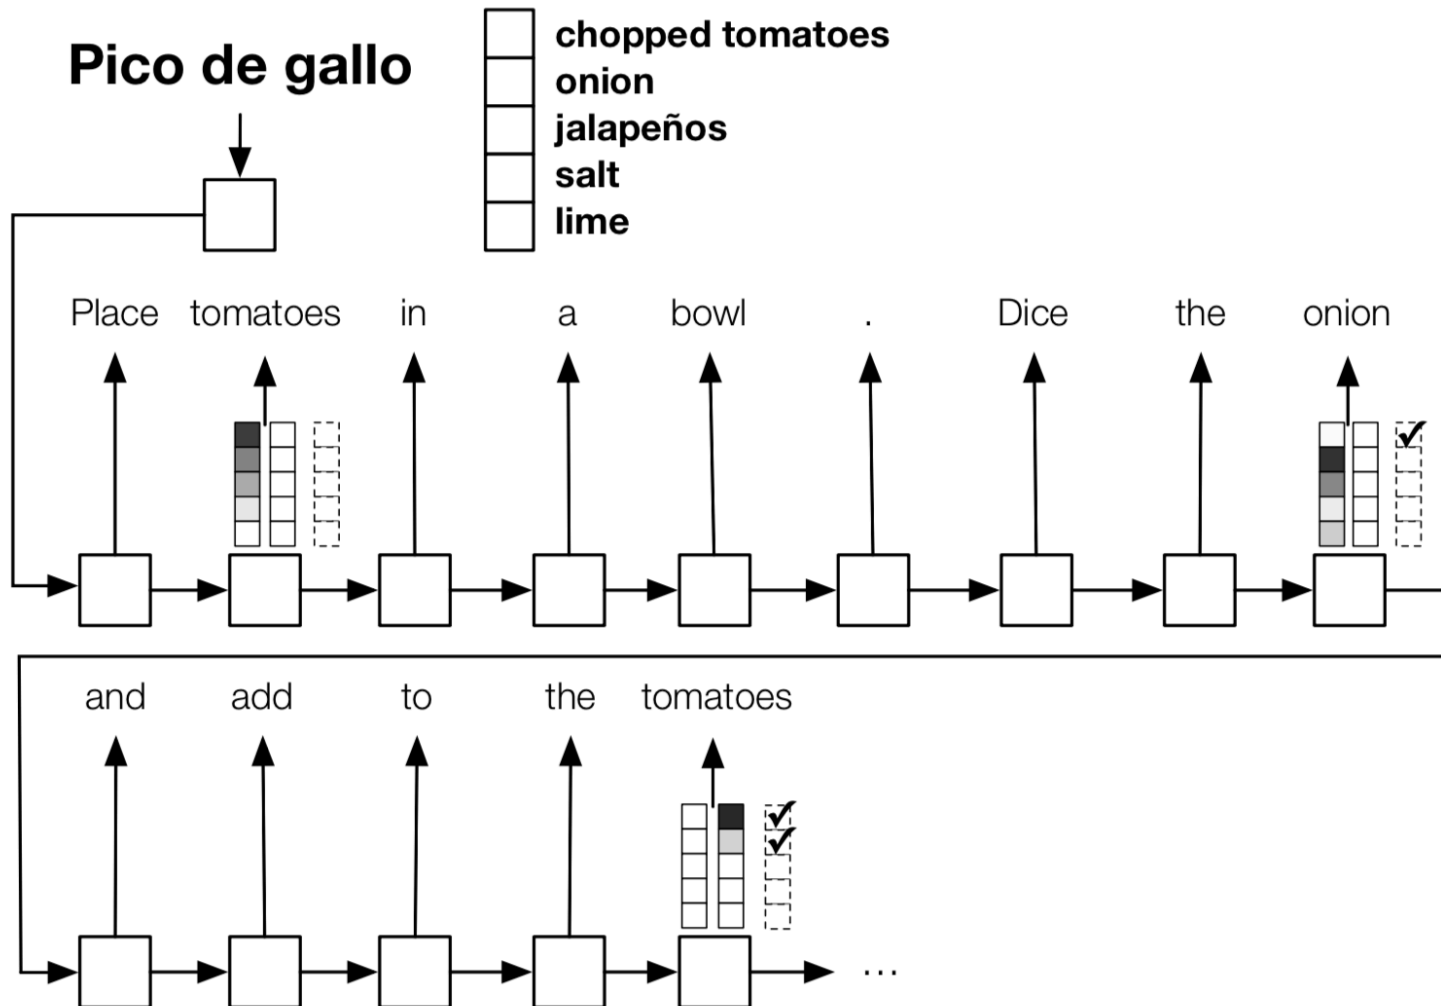 Pico de gallo
chopped tomatoes
onion
jalapeños
salt
lime
Place tomatoes in a bowl . Dice the onion
and add to the tomatoes
...